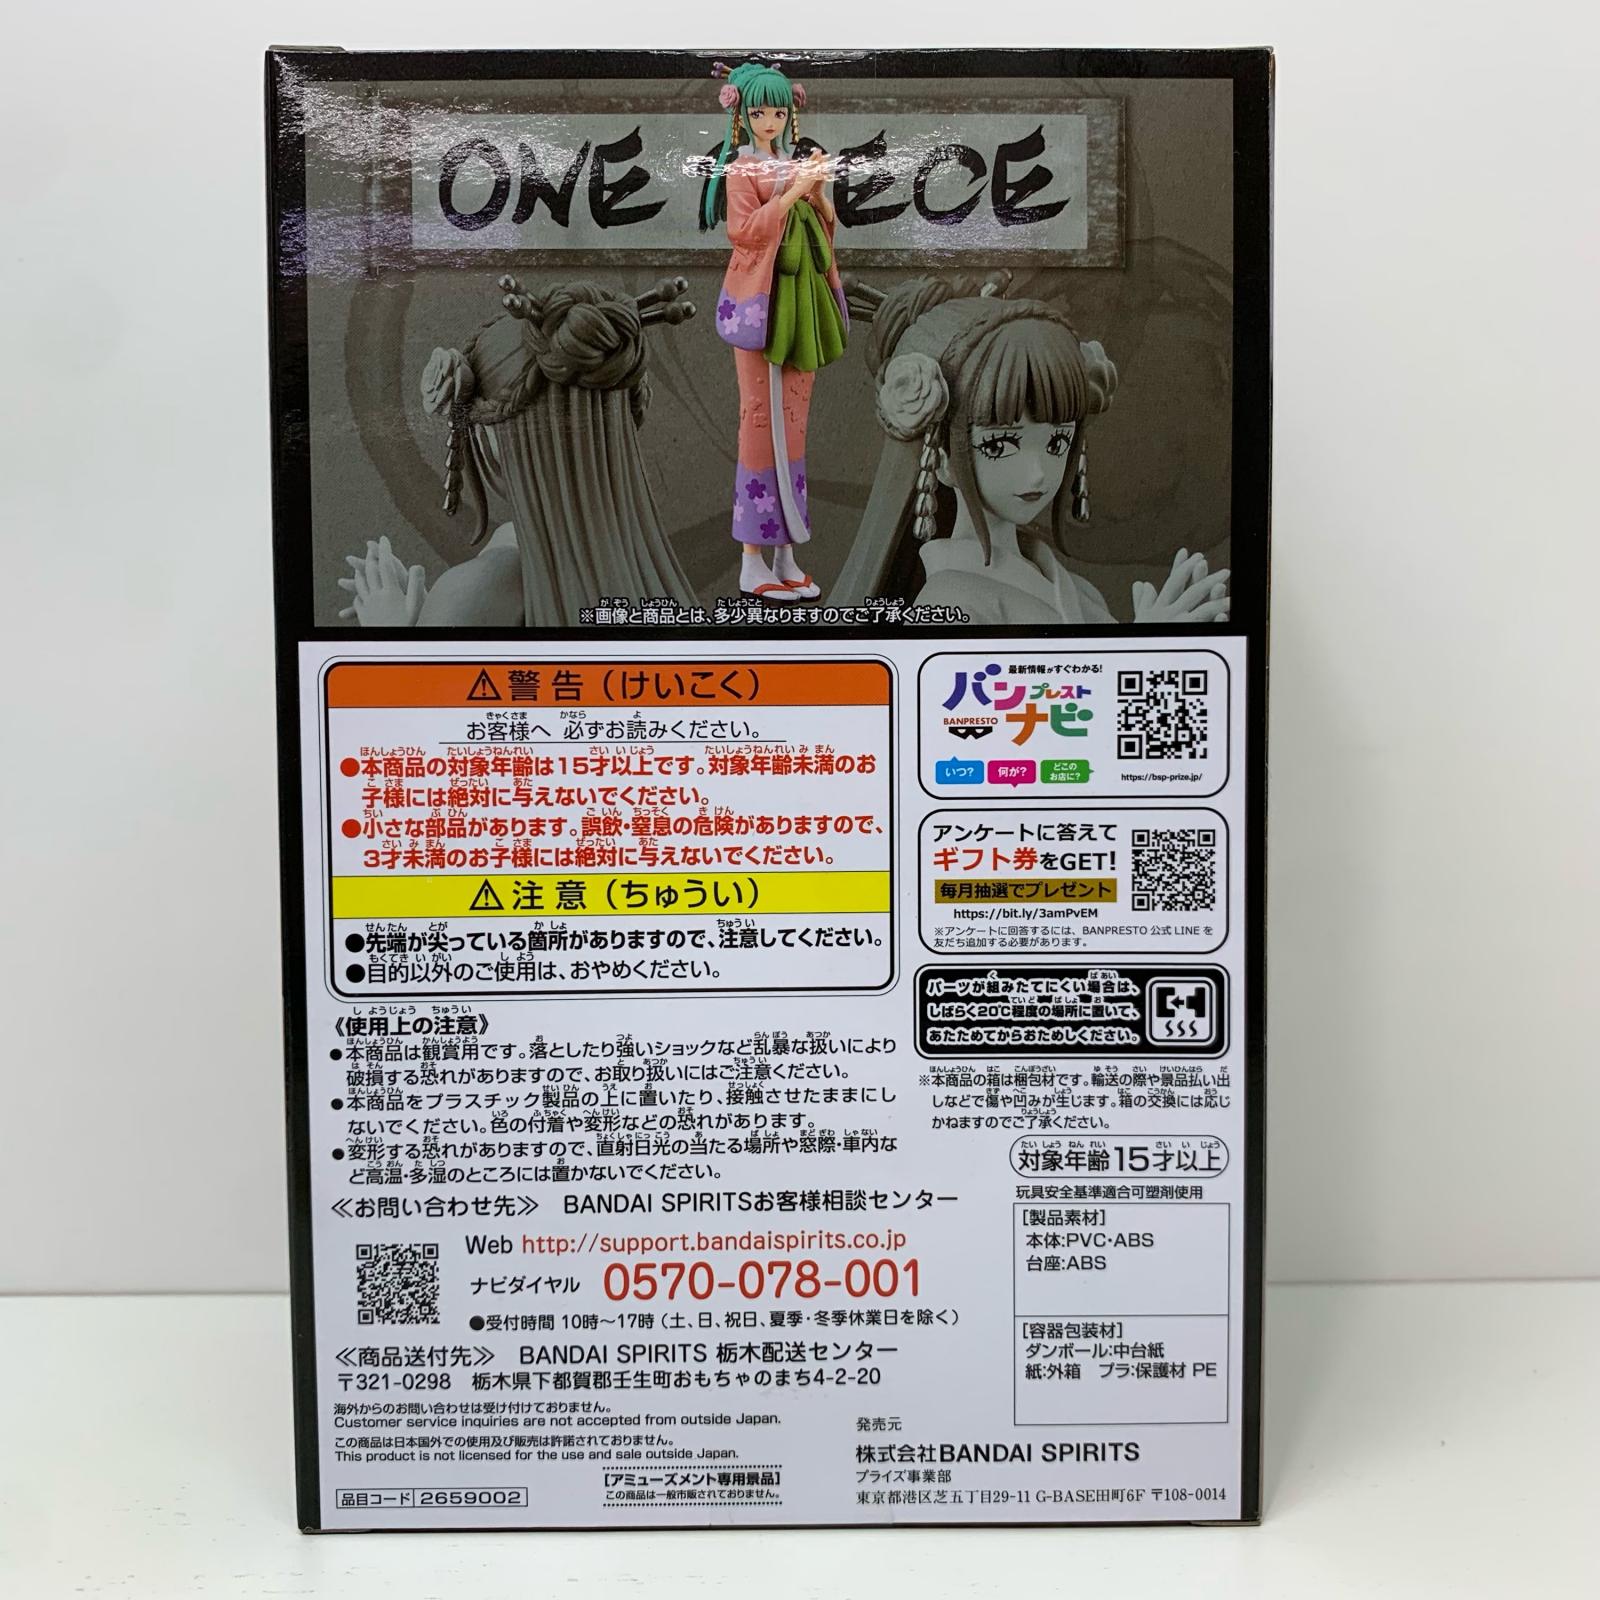 ONE PIECE
※画像と商品とは、多少異なりますのでご了承ください。
⚠警告（けいこく）
お客様へ 必ずお読みください。
●本商品の対象年齢は15才以上です。対象年齢未満のお
子様には絶対に与えないでください。
●小さな部品があります。誤飲・窒息の危険がありますので、
3才未満のお子様には絶対に与えないでください。
⚠注意（ちゅうい）
●先端が尖っている箇所がありますので、注意してください。
●目的以外のご使用は、おやめください。
《使用上の注意》
●本商品は観賞用です。落としたり強いショックなど乱暴な扱いにより
破損する恐れがありますので、お取り扱いにはご注意ください。
●本商品をプラスチック製品の上に置いたり、接触させたままにし
ないでください。色の付着や変形などの恐れがあります。
●変形する恐れがありますので、直射日光の当たる場所や窓際・車内な
ど高温・多湿のところには置かないでください。
≪お問い合わせ先≫ BANDAI SPIRITSお客様相談センター
Web http://support.bandaispirits.co.jp
ナビダイヤル 0570-078-001
●受付時間 10時～17時（土、日、祝日、夏季・冬季休業日を除く）
≪商品送付先≫ BANDAI SPIRITS 栃木配送センター
〒321-0298 栃木県下都賀郡壬生町おもちゃのまち4-2-20
海外からのお問い合わせは受け付けておりません。
Customer service inquiries are not accepted from outside Japan.
この商品は日本国外での使用及び販売は許諾されておりません。
This product is not licensed for the use and sale outside Japan.
[アミューズメント専用景品]
この商品は一般市販されておりません。
品目コード 2659002
最新情報がすぐわかる!
バンプレストナビ
BANPRESTO
いつ? 何が? どこのお店に?
https://bsp-prize.jp/
アンケートに答えて
ギフト券をGET!
毎月抽選でプレゼント
https://bit.ly/3amPvEM
※アンケートに回答するには、BANPRESTO 公式 LINE を
友だち追加する必要があります。
パーツが組みたてにくい場合は、
しばらく20℃程度の場所に置いて、
あたためてからおためしください。
※本商品の箱は梱包材です。輸送の際や景品払い出
しなどで傷や凹みが生じます。箱の交換には応じ
かねますのでご了承ください。
対象年齢15才以上
玩具安全基準適合可塑剤使用
[製品素材]
本体:PVC・ABS
台座:ABS
[容器包装材]
ダンボール:中台紙
紙:外箱 プラ:保護材 PE
発売元
株式会社BANDAI SPIRITS
プライズ事業部
東京都港区芝五丁目29-11 G-BASE田町6F 〒108-0014